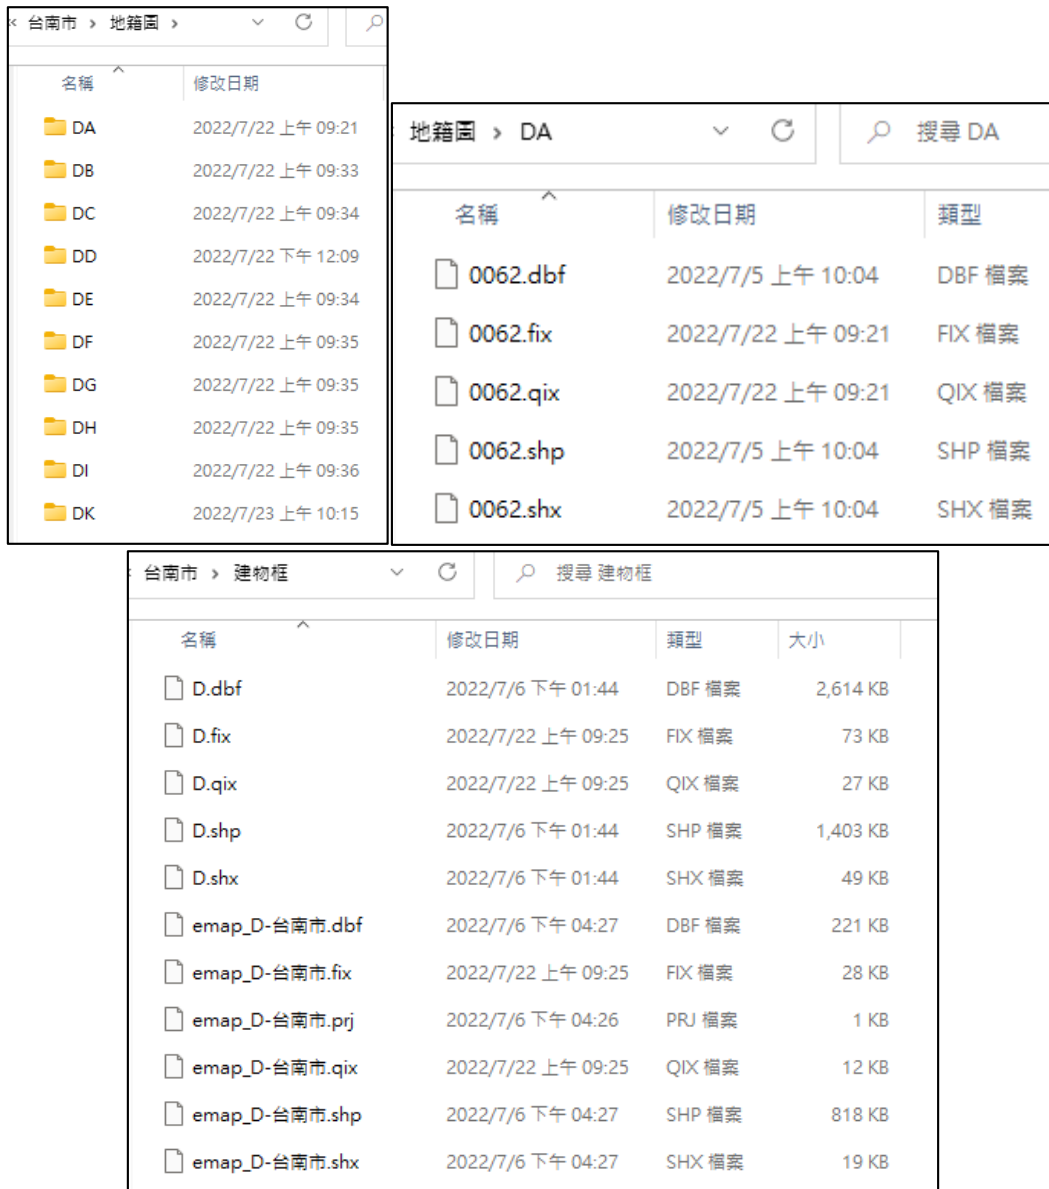 « 台南市 › 地籍圖 ›
名稱 修改日期
DA 2022/7/22 上午 09:21
DB 2022/7/22 上午 09:33
DC 2022/7/22 上午 09:34
DD 2022/7/22 下午 12:09
DE 2022/7/22 上午 09:34
DF 2022/7/22 上午 09:35
DG 2022/7/22 上午 09:35
DH 2022/7/22 上午 09:35
DI 2022/7/22 上午 09:36
DK 2022/7/23 上午 10:15
地籍圖 › DA 搜尋 DA
名稱 修改日期 類型
0062.dbf 2022/7/5 上午 10:04 DBF 檔案
0062.fix 2022/7/22 上午 09:21 FIX 檔案
0062.qix 2022/7/22 上午 09:21 QIX 檔案
0062.shp 2022/7/5 上午 10:04 SHP 檔案
0062.shx 2022/7/5 上午 10:04 SHX 檔案
台南市 › 建物框 搜尋 建物框
名稱 修改日期 類型 大小
D.dbf 2022/7/6 下午 01:44 DBF 檔案 2,614 KB
D.fix 2022/7/22 上午 09:25 FIX 檔案 73 KB
D.qix 2022/7/22 上午 09:25 QIX 檔案 27 KB
D.shp 2022/7/6 下午 01:44 SHP 檔案 1,403 KB
D.shx 2022/7/6 下午 01:44 SHX 檔案 49 KB
emap_D-台南市.dbf 2022/7/6 下午 04:27 DBF 檔案 221 KB
emap_D-台南市.fix 2022/7/22 上午 09:25 FIX 檔案 28 KB
emap_D-台南市.prj 2022/7/6 下午 04:26 PRJ 檔案 1 KB
emap_D-台南市.qix 2022/7/22 上午 09:25 QIX 檔案 12 KB
emap_D-台南市.shp 2022/7/6 下午 04:27 SHP 檔案 818 KB
emap_D-台南市.shx 2022/7/6 下午 04:27 SHX 檔案 19 KB